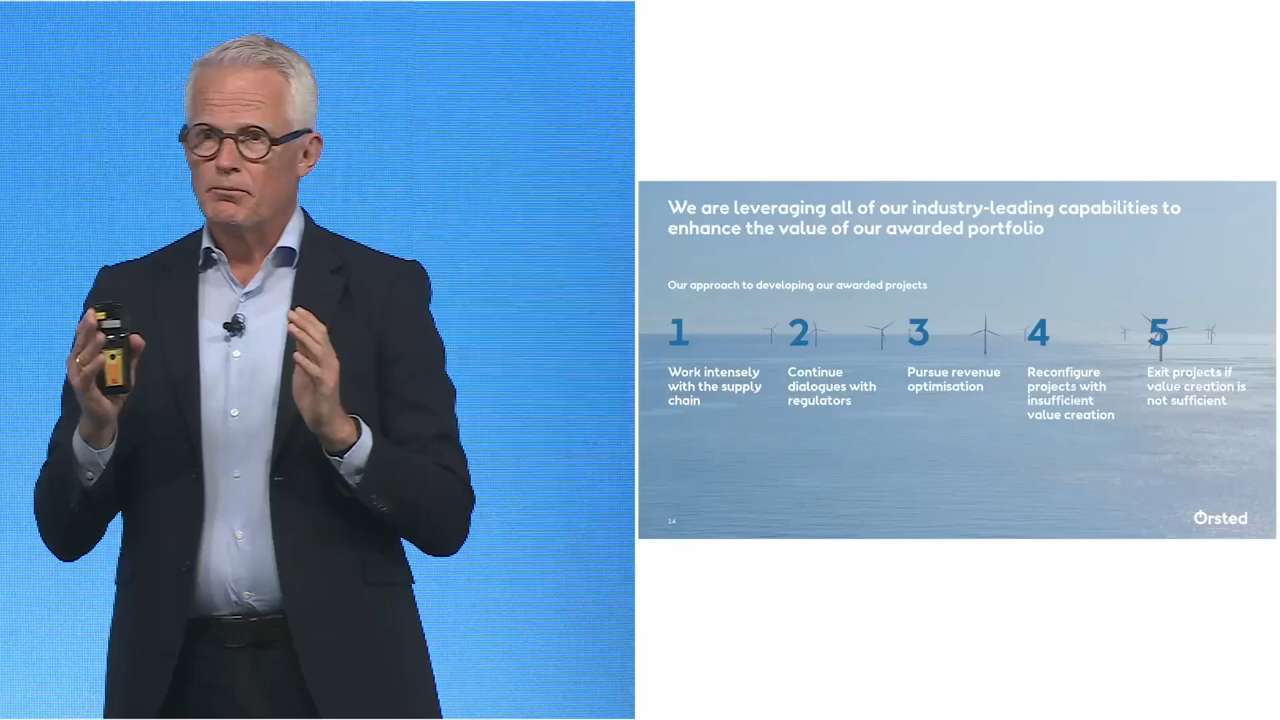 We are leveraging all of our industry-leading capabilities to
enhance the value of our awarded portfolio
Our approach to developing our awarded projects
1
Work intensely
with the supply
chain
2
Continue
dialogues with
regulators
3
Pursue revenue
optimisation
4
Reconfigure
projects with
insufficient
value creation
5
Exit projects if
value creation is
not sufficient
14
Ørsted